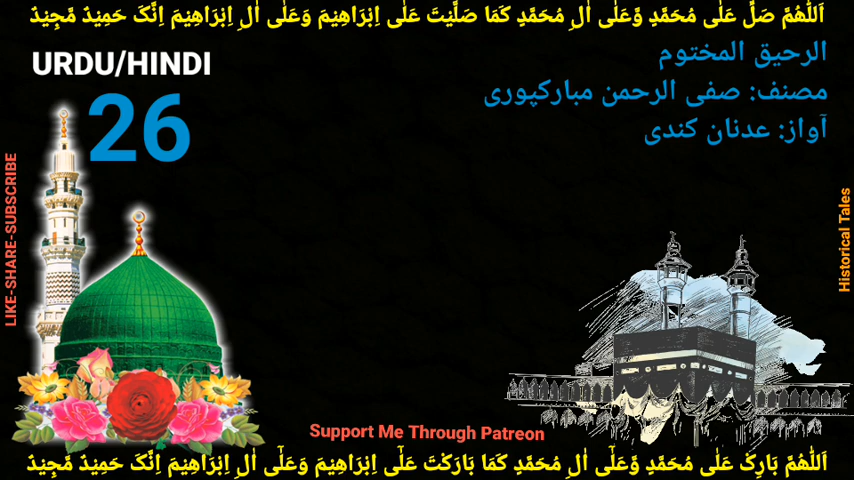 اَللّٰهُمَّ صَلِّ عَلٰی مُحَمَّدٍ وَّعَلٰی اٰلِ مُحَمَّدٍ کَمَا صَلَّیْتَ عَلٰی اِبْرَاهِیْمَ وَعَلٰی اٰلِ اِبْرَاهِیْمَ اِنَّکَ حَمِیْدٌ مَّجِیْدٌ
URDU/HINDI
26
الرحیق المختوم
مصنف: صفی الرحمن مبارکپوری
آواز: عدنان کندی
LIKE-SHARE-SUBSCRIBE
Historical Tales
Support Me Through Patreon
اَللّٰهُمَّ بَارِکْ عَلٰی مُحَمَّدٍ وَّعَلٰٓی اٰلِ مُحَمَّدٍ کَمَا بَارَکْتَ عَلٰٓی اِبْرَاهِیْمَ وَعَلٰٓی اٰلِ اِبْرَاهِیْمَ اِنَّکَ حَمِیْدٌ مَّجِیْدٌ